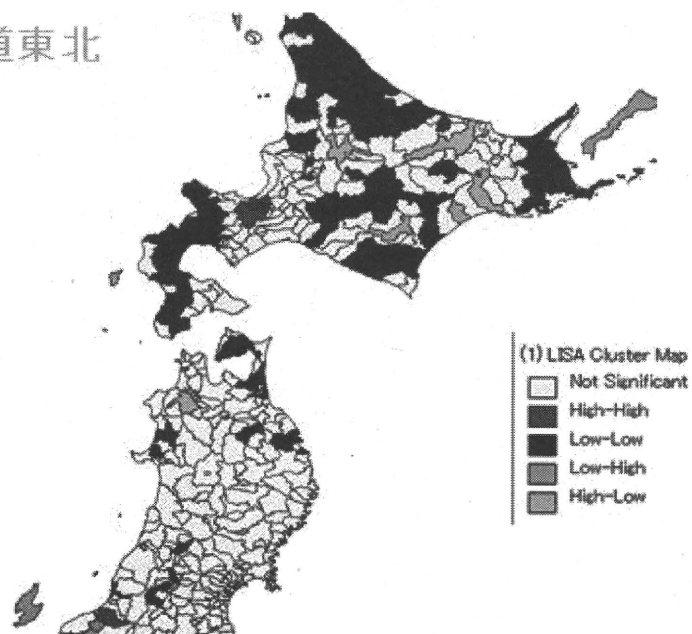 道東北
(1) LISA Cluster Map
Not Significant
High-High
Low-Low
Low-High
High-Low